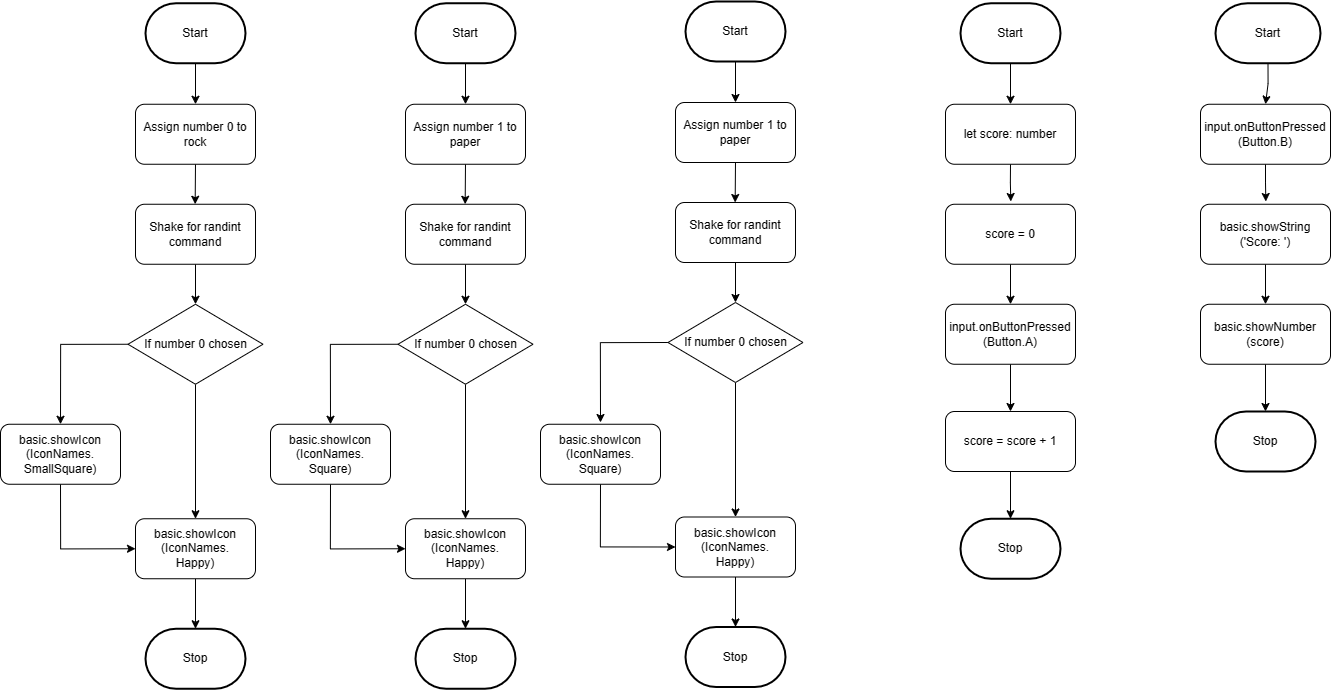 Start
Assign number 0 to
rock
Shake for randint
command
If number 0 chosen
basic.showIcon
(IconNames.
SmallSquare)
basic.showIcon
(IconNames.
Happy)
Stop
Start
Assign number 1 to
paper
Shake for randint
command
If number 0 chosen
basic.showIcon
(IconNames.
Square)
basic.showIcon
(IconNames.
Happy)
Stop
Start
Assign number 1 to
paper
Shake for randint
command
If number 0 chosen
basic.showIcon
(IconNames.
Square)
basic.showIcon
(IconNames.
Happy)
Stop
Start
let score: number
score = 0
input.onButtonPressed
(Button.A)
score = score + 1
Stop
Start
input.onButtonPressed
(Button.B)
basic.showString
('Score: ')
basic.showNumber
(score)
Stop